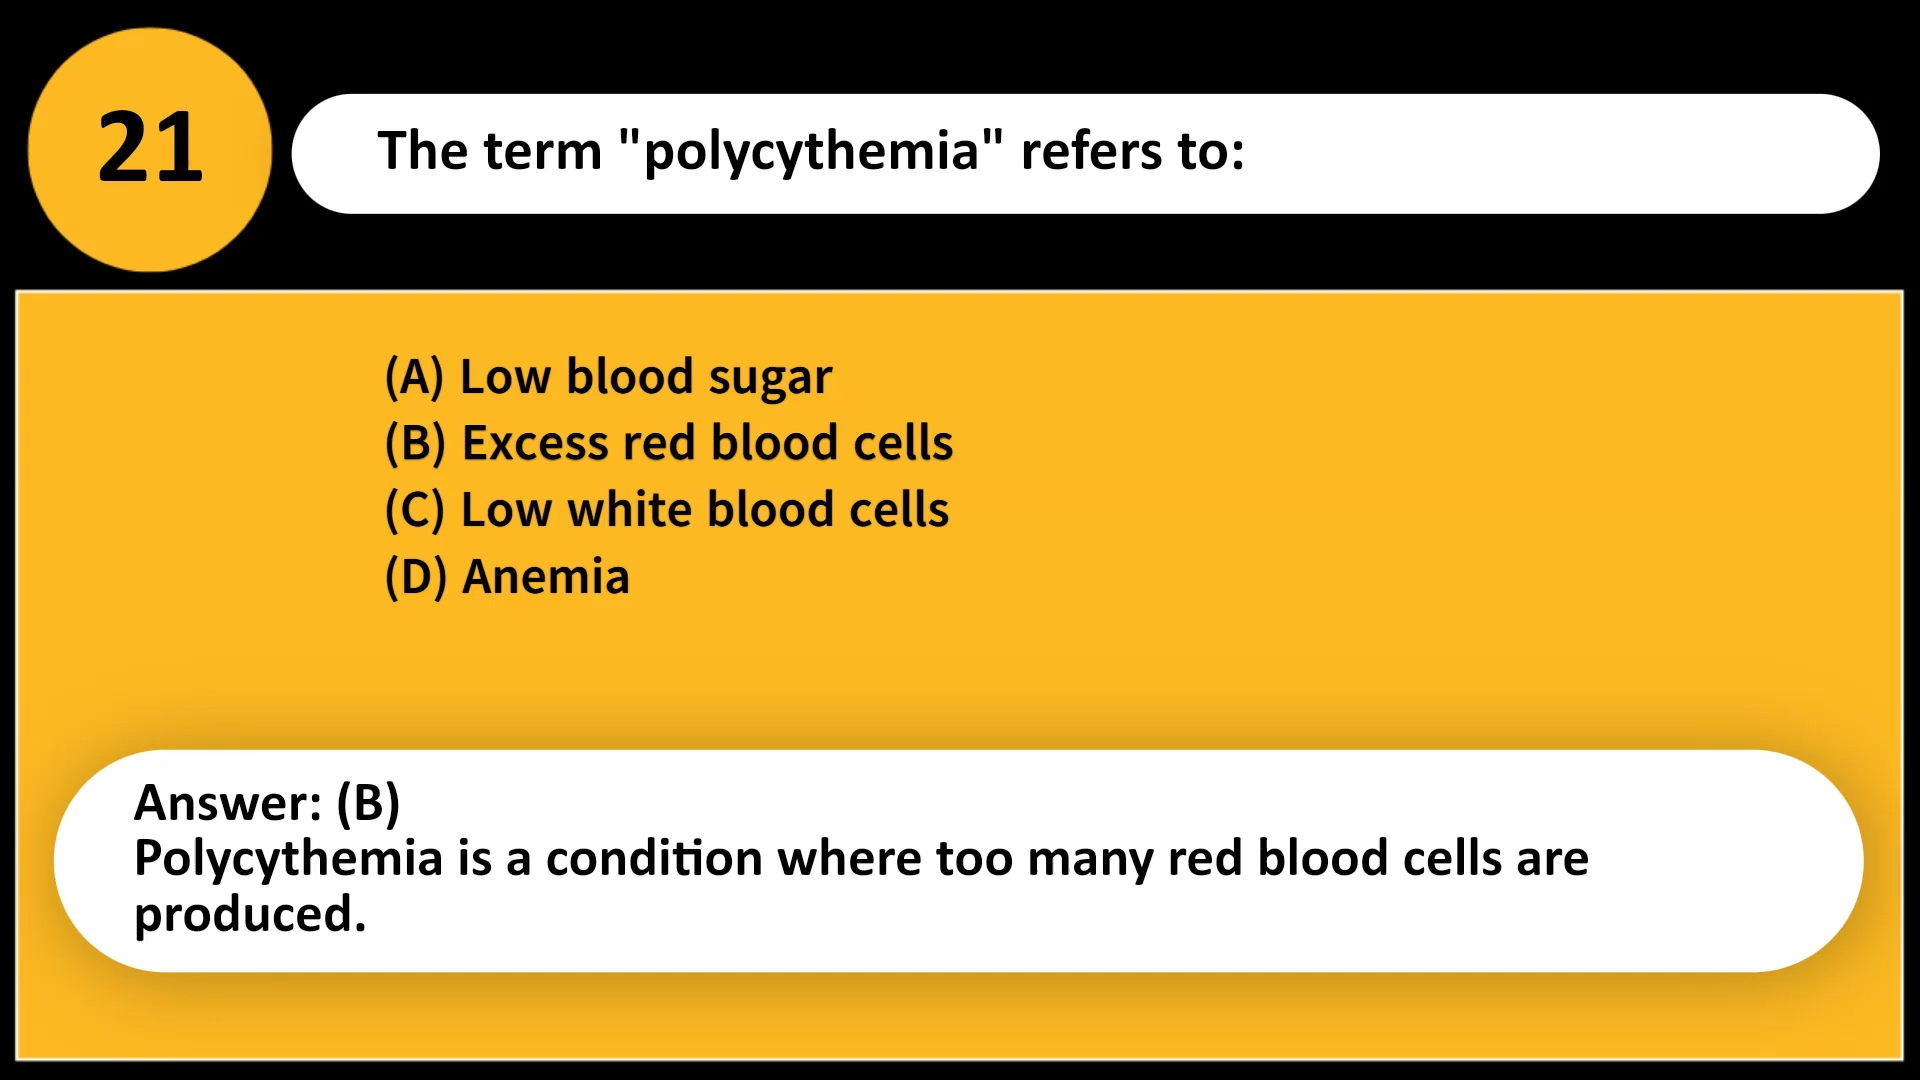 21
The term "polycythemia" refers to:
(A) Low blood sugar
(B) Excess red blood cells
(C) Low white blood cells
(D) Anemia
Answer: (B)
Polycythemia is a condition where too many red blood cells are
produced.